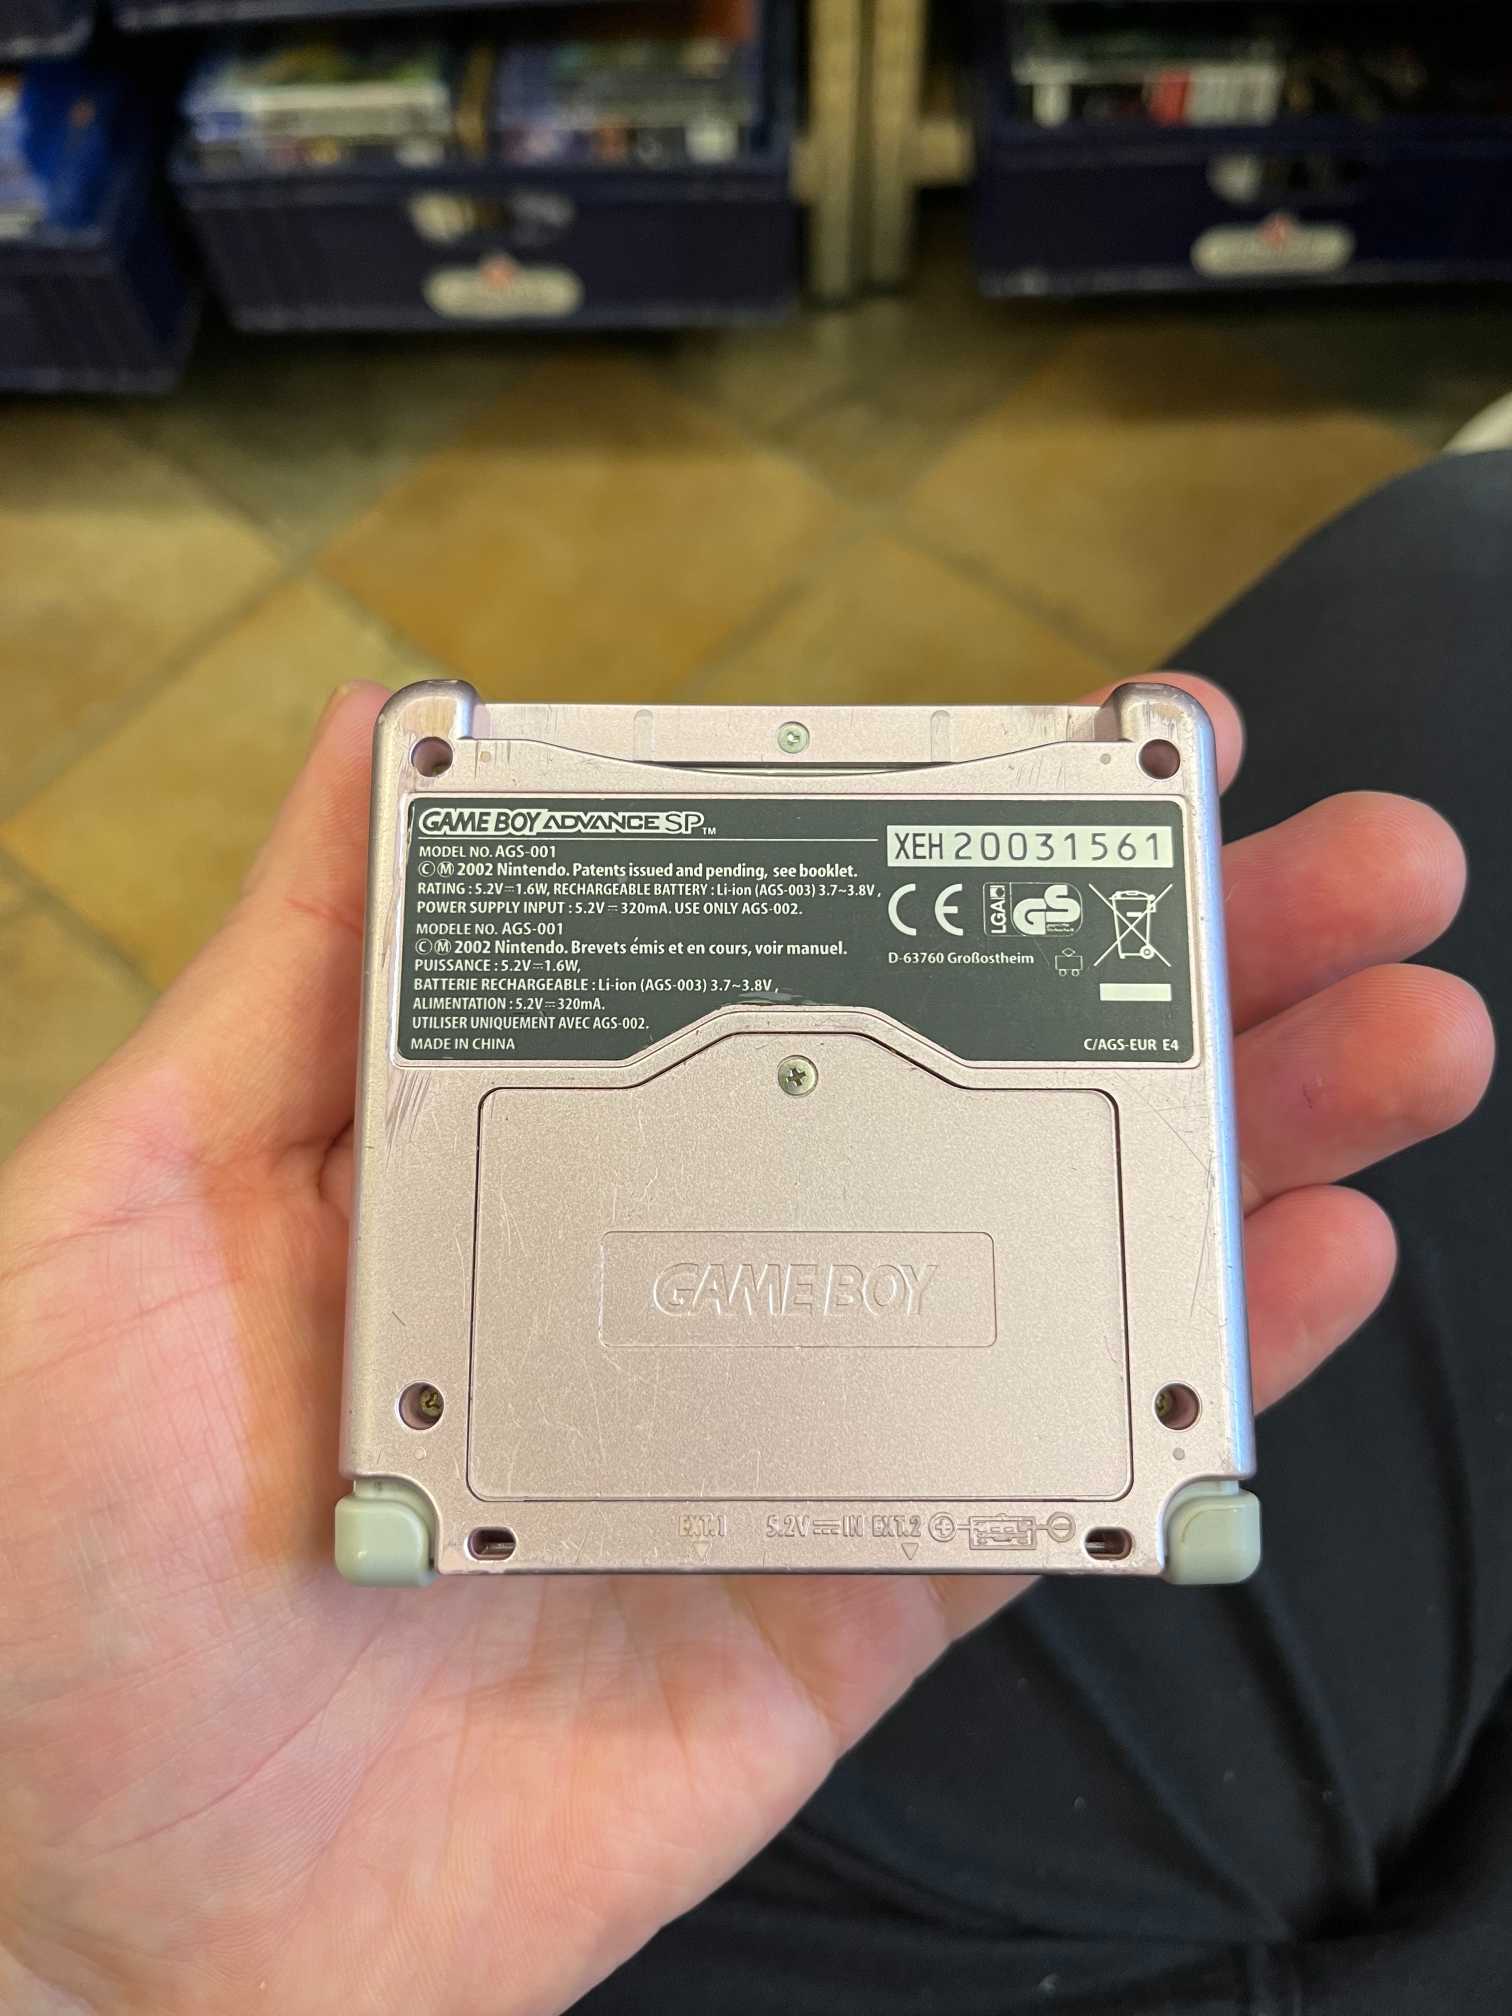 GAME BOY ADVANCE SP™
XEH20031561
MODEL NO. AGS-001
ⒸⓂ 2002 Nintendo. Patents issued and pending, see booklet.
RATING : 5.2V⎓1.6W, RECHARGEABLE BATTERY : Li-ion (AGS-003) 3.7~3.8V ,
POWER SUPPLY INPUT : 5.2V⎓320mA. USE ONLY AGS-002.
MODELE NO. AGS-001
ⒸⓂ 2002 Nintendo. Brevets émis et en cours, voir manuel.
PUISSANCE : 5.2V⎓1.6W,
BATTERIE RECHARGEABLE : Li-ion (AGS-003) 3.7~3.8V ,
ALIMENTATION : 5.2V⎓320mA.
UTILISER UNIQUEMENT AVEC AGS-002.
MADE IN CHINA
CE
LGA
GS
D-63760 Großostheim
C/AGS-EUR E4
GAME BOY
EXT.1 5.2V⎓IN EXT.2